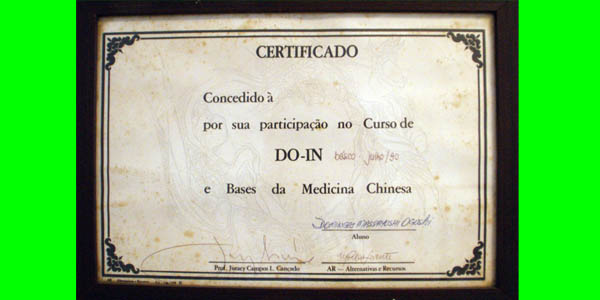 CERTIFICADO
Concedido à
por sua participação no Curso de
DO-IN básico julho/90
e Bases da Medicina Chinesa
Aluno
Prof. Juracy Campos L. Cançado
AR — Alternativas e Recursos